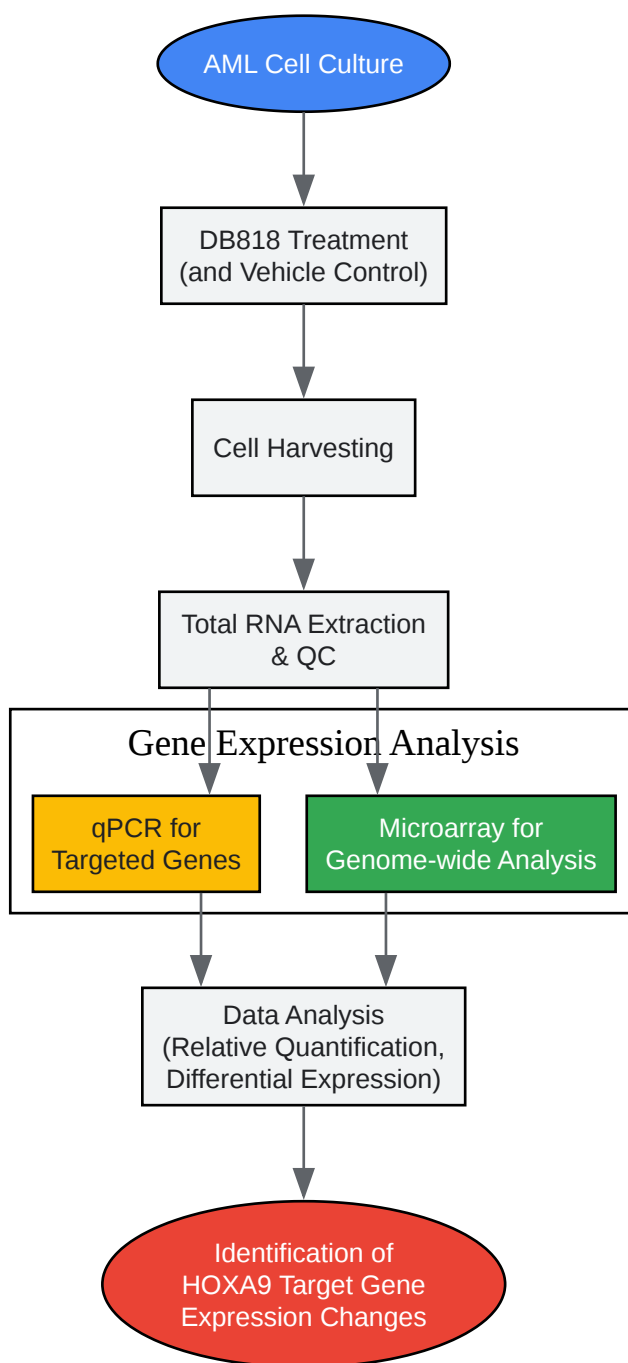 AML Cell Culture
DB818 Treatment
(and Vehicle Control)
Cell Harvesting
Total RNA Extraction
& QC
Gene Expression Analysis
qPCR for
Targeted Genes
Microarray for
Genome-wide Analysis
Data Analysis
(Relative Quantification,
Differential Expression)
Identification of
HOXA9 Target Gene
Expression Changes